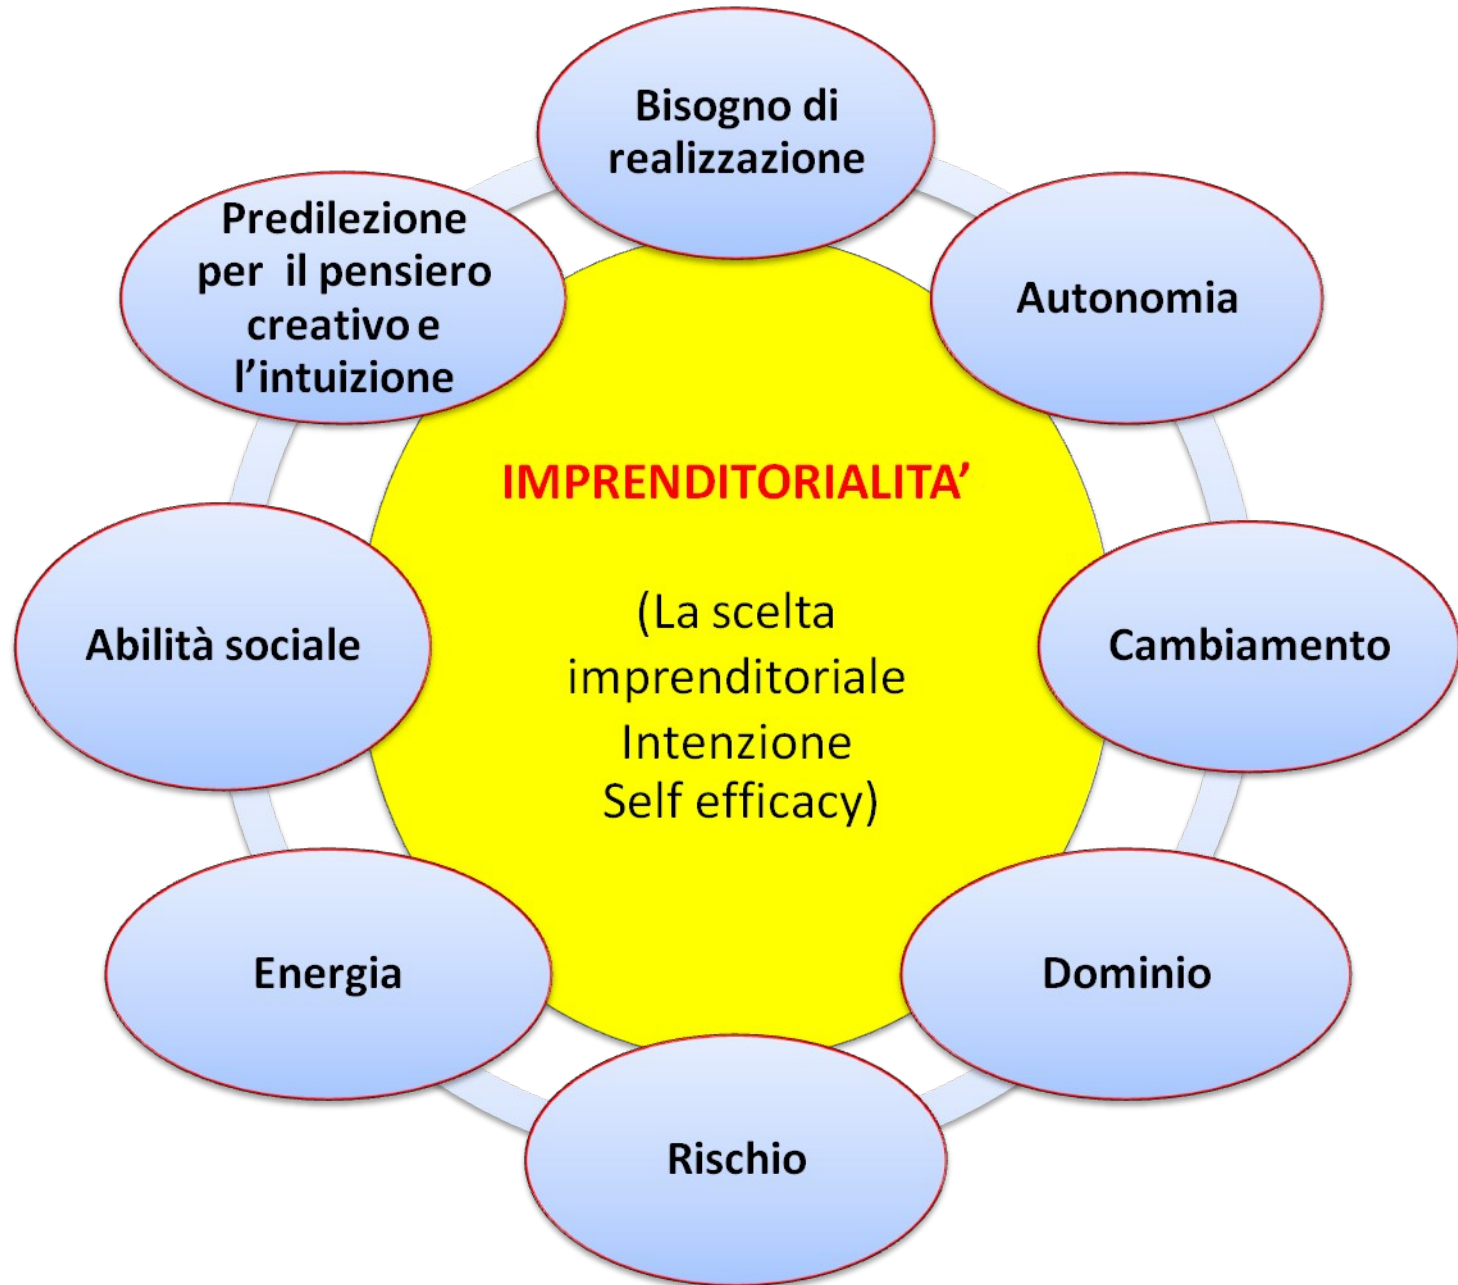 Bisogno di
realizzazione
Predilezione
per il pensiero
creativo e
l’intuizione
Autonomia
IMPRENDITORIALITA’
(La scelta
imprenditoriale
Intenzione
Self efficacy)
Abilità sociale
Cambiamento
Energia
Dominio
Rischio